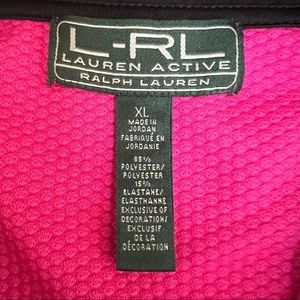 L-RL
LAUREN ACTIVE
RALPH LAUREN
XL
MADE IN
JORDAN
FABRIQUÉ EN
JORDANIE
85%
POLYESTER/
POLYESTER
15%
ELASTANE/
ELASTHANNE
EXCLUSIVE OF
DECORATION/
EXCLUSIF
DE LA
DÉCORATION